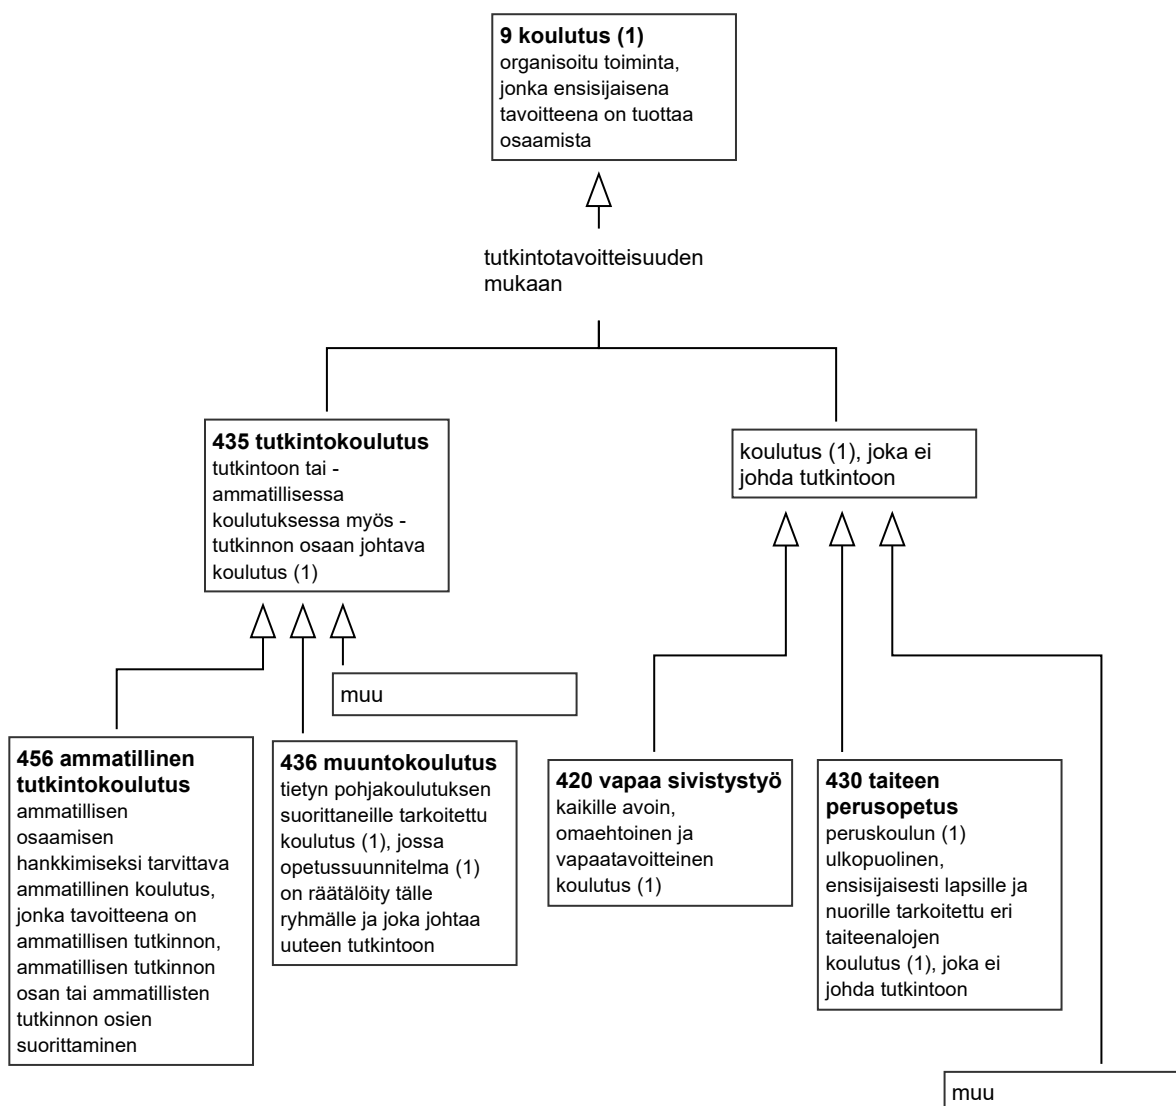 9 koulutus (1)
organisoitu toiminta,
jonka ensisijaisena
tavoitteena on tuottaa
osaamista
tutkintotavoitteisuuden
mukaan
435 tutkintokoulutus
tutkintoon tai -
ammatillisessa
koulutuksessa myös -
tutkinnon osaan johtava
koulutus (1)
koulutus (1), joka ei
johda tutkintoon
muu
456 ammatillinen
tutkintokoulutus
ammatillisen
osaamisen
hankkimiseksi tarvittava
ammatillinen koulutus,
jonka tavoitteena on
ammatillisen tutkinnon,
ammatillisen tutkinnon
osan tai ammatillisten
tutkinnon osien
suorittaminen
436 muuntokoulutus
tietyn pohjakoulutuksen
suorittaneille tarkoitettu
koulutus (1), jossa
opetussuunnitelma (1)
on räätälöity tälle
ryhmälle ja joka johtaa
uuteen tutkintoon
420 vapaa sivistystyö
kaikille avoin,
omaehtoinen ja
vapaatavoitteinen
koulutus (1)
430 taiteen
perusopetus
peruskoulun (1)
ulkopuolinen,
ensisijaisesti lapsille ja
nuorille tarkoitettu eri
taiteenalojen
koulutus (1), joka ei
johda tutkintoon
muu